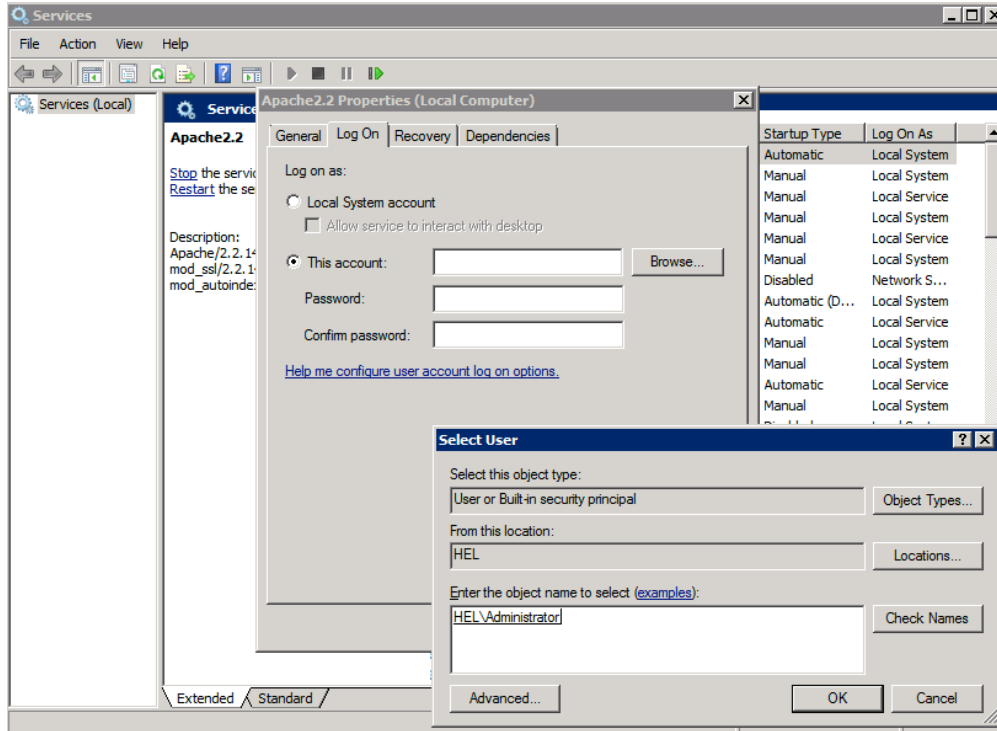 Services
File Action View Help
Services (Local)
Service
Apache2.2
Stop the servic
Restart the se
Description:
Apache/2.2.14
mod_ssl/2.2.1
mod_autoinde
Apache2.2 Properties (Local Computer)
General Log On Recovery Dependencies
Log on as:
Local System account
Allow service to interact with desktop
This account:
Browse...
Password:
Confirm password:
Help me configure user account log on options.
Startup Type Log On As
Automatic Local System
Manual Local System
Manual Local Service
Manual Local System
Manual Local Service
Manual Local System
Disabled Network S...
Automatic (D... Local System
Automatic Local Service
Manual Local System
Manual Local System
Automatic Local Service
Manual Local System
Select User
Select this object type:
User or Built-in security principal
Object Types...
From this location:
HEL
Locations...
Enter the object name to select (examples):
HEL\Administrator
Check Names
Advanced...
OK
Cancel
Extended Standard